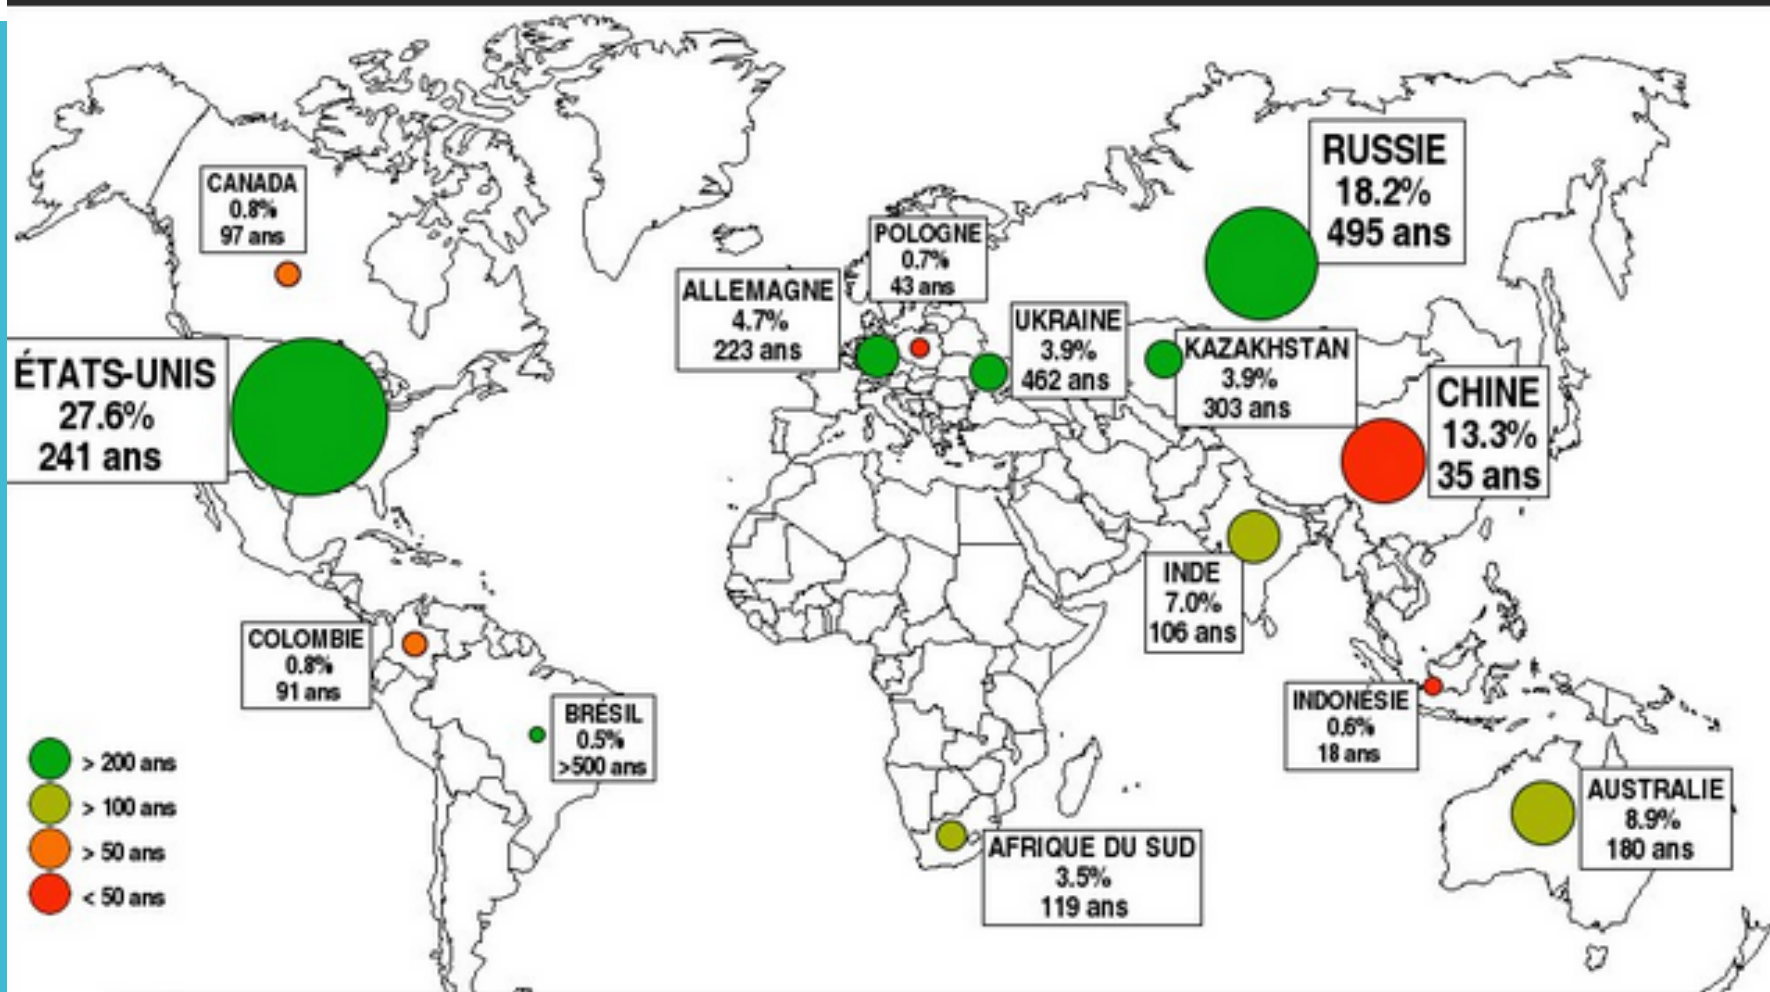 CANADA
0.8%
97 ans
RUSSIE
18.2%
495 ans
POLOGNE
0.7%
43 ans
ALLEMAGNE
4.7%
223 ans
UKRAINE
3.9%
462 ans
KAZAKHSTAN
3.9%
303 ans
ÉTATS-UNIS
27.6%
241 ans
CHINE
13.3%
35 ans
INDE
7.0%
106 ans
COLOMBIE
0.8%
91 ans
BRÉSIL
0.5%
>500 ans
INDONÉSIE
0.6%
18 ans
AUSTRALIE
8.9%
180 ans
AFRIQUE DU SUD
3.5%
119 ans
> 200 ans
> 100 ans
> 50 ans
< 50 ans